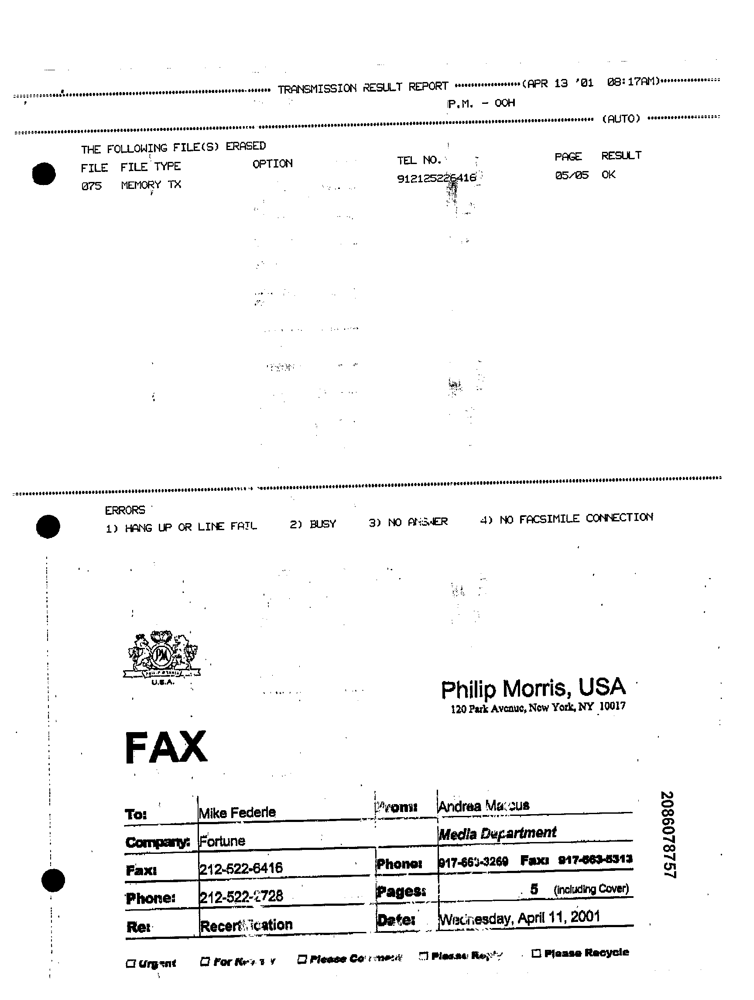 TRANSMISSION RESULT REPORT (APR 13 '01 08:17AM)
P.M. - OOH
(AUTO)
THE FOLLOWING FILE(S) ERASED
FILE FILE TYPE OPTION TEL NO. PAGE RESULT
075 MEMORY TX 912125226416 05/05 OK
ERRORS
1) HANG UP OR LINE FAIL 2) BUSY 3) NO ANSWER 4) NO FACSIMILE CONNECTION
PM
U.S.A.
Philip Morris, USA
120 Park Avenue, New York, NY 10017
FAX
To: Mike Federle From: Andrea Marcus
Company: Fortune Media Department
Fax: 212-522-6416 Phone: 917-663-3269 Fax: 917-663-5313
Phone: 212-522-2728 Pages: 5 (including Cover)
Re: Recertification Date: Wednesday, April 11, 2001
☐ Urgent ☐ For Review ☐ Please Comment ☐ Please Reply ☐ Please Recycle
2086078757